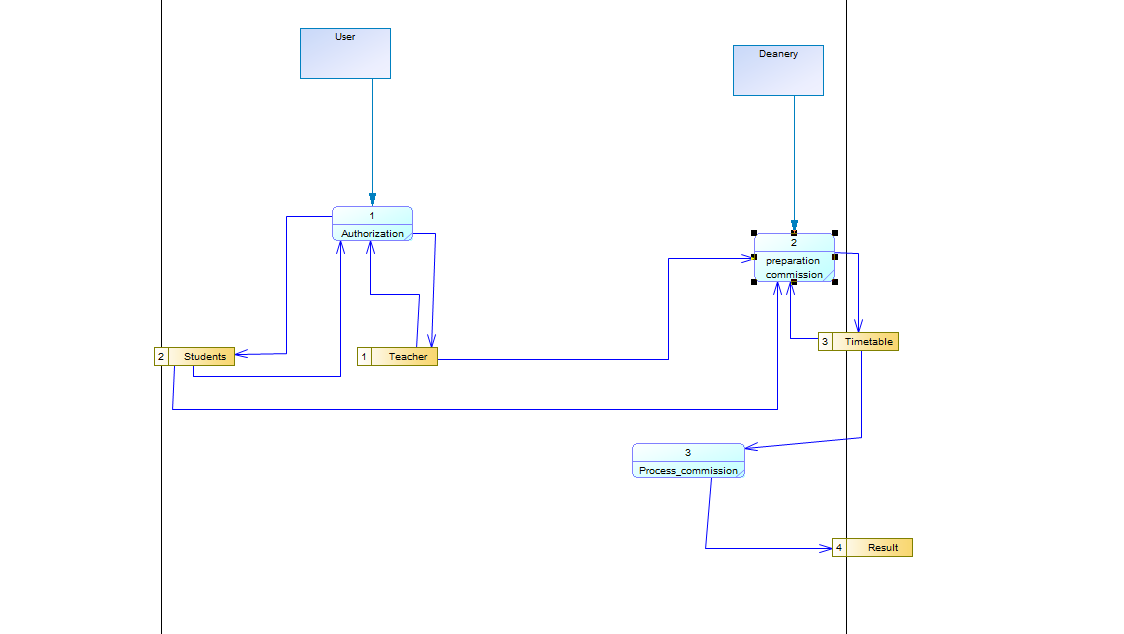 User
Deanery
1
Authorization
2
preparation
commission
3 Timetable
2 Students
1 Teacher
3
Process_commission
4 Result